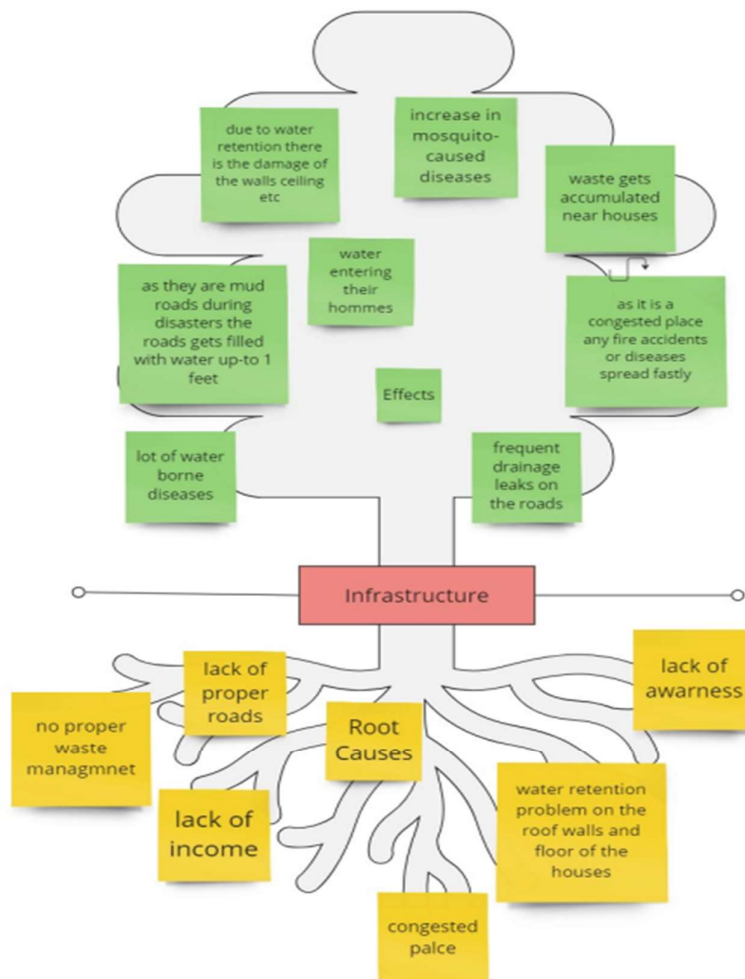 due to water
retention there
is the damage of
the walls ceiling
etc
increase in
mosquito-
caused
diseases
waste gets
accumulated
near houses
water
entering
their
hommes
as they are mud
roads during
disasters the
roads gets filled
with water up-to 1
feet
as it is a
congested place
any fire accidents
or diseases
spread fastly
Effects
lot of water
borne
diseases
frequent
drainage
leaks on
the roads
Infrastructure
lack of
proper
roads
lack of
awarness
no proper
waste
managmnet
Root
Causes
lack of
income
water retention
problem on the
roof walls and
floor of the
houses
congested
palce